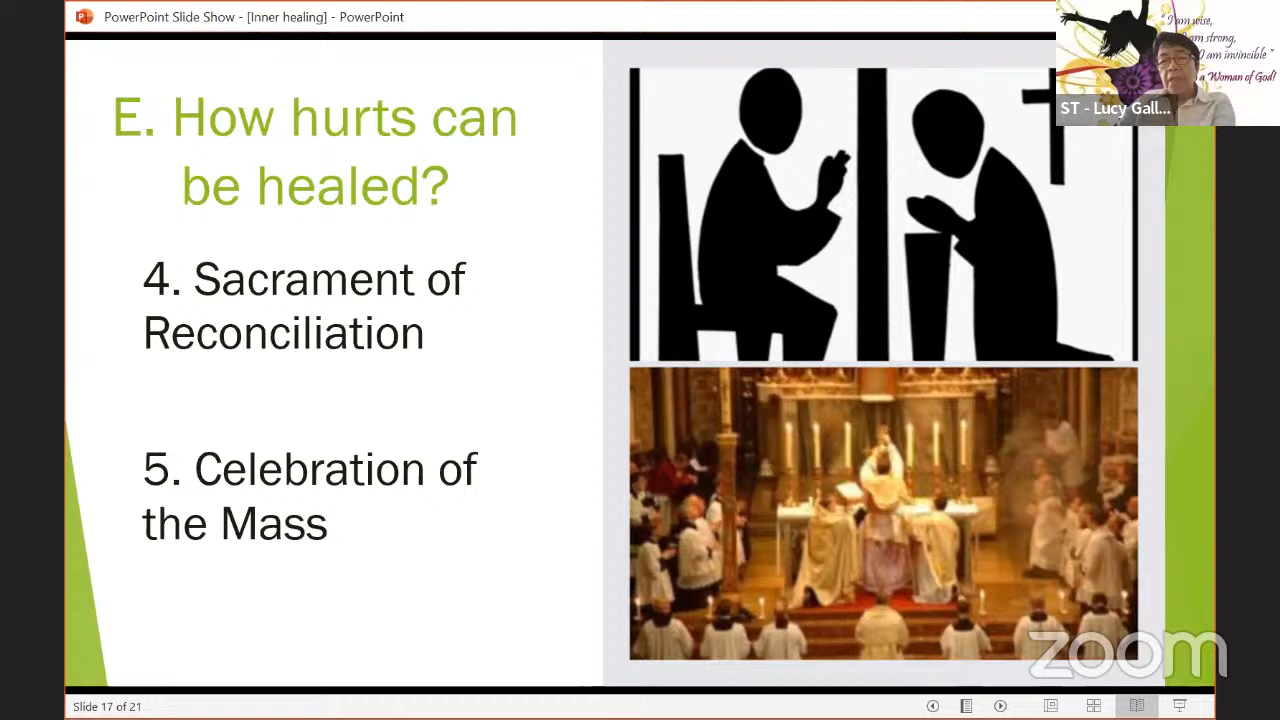 PowerPoint Slide Show - [Inner healing] - PowerPoint
"I am wise,
am strong,
I am invincible"
a Woman of God!
ST - Lucy Gall...
E. How hurts can
be healed?
4. Sacrament of
Reconciliation
5. Celebration of
the Mass
zoom
Slide 17 of 21